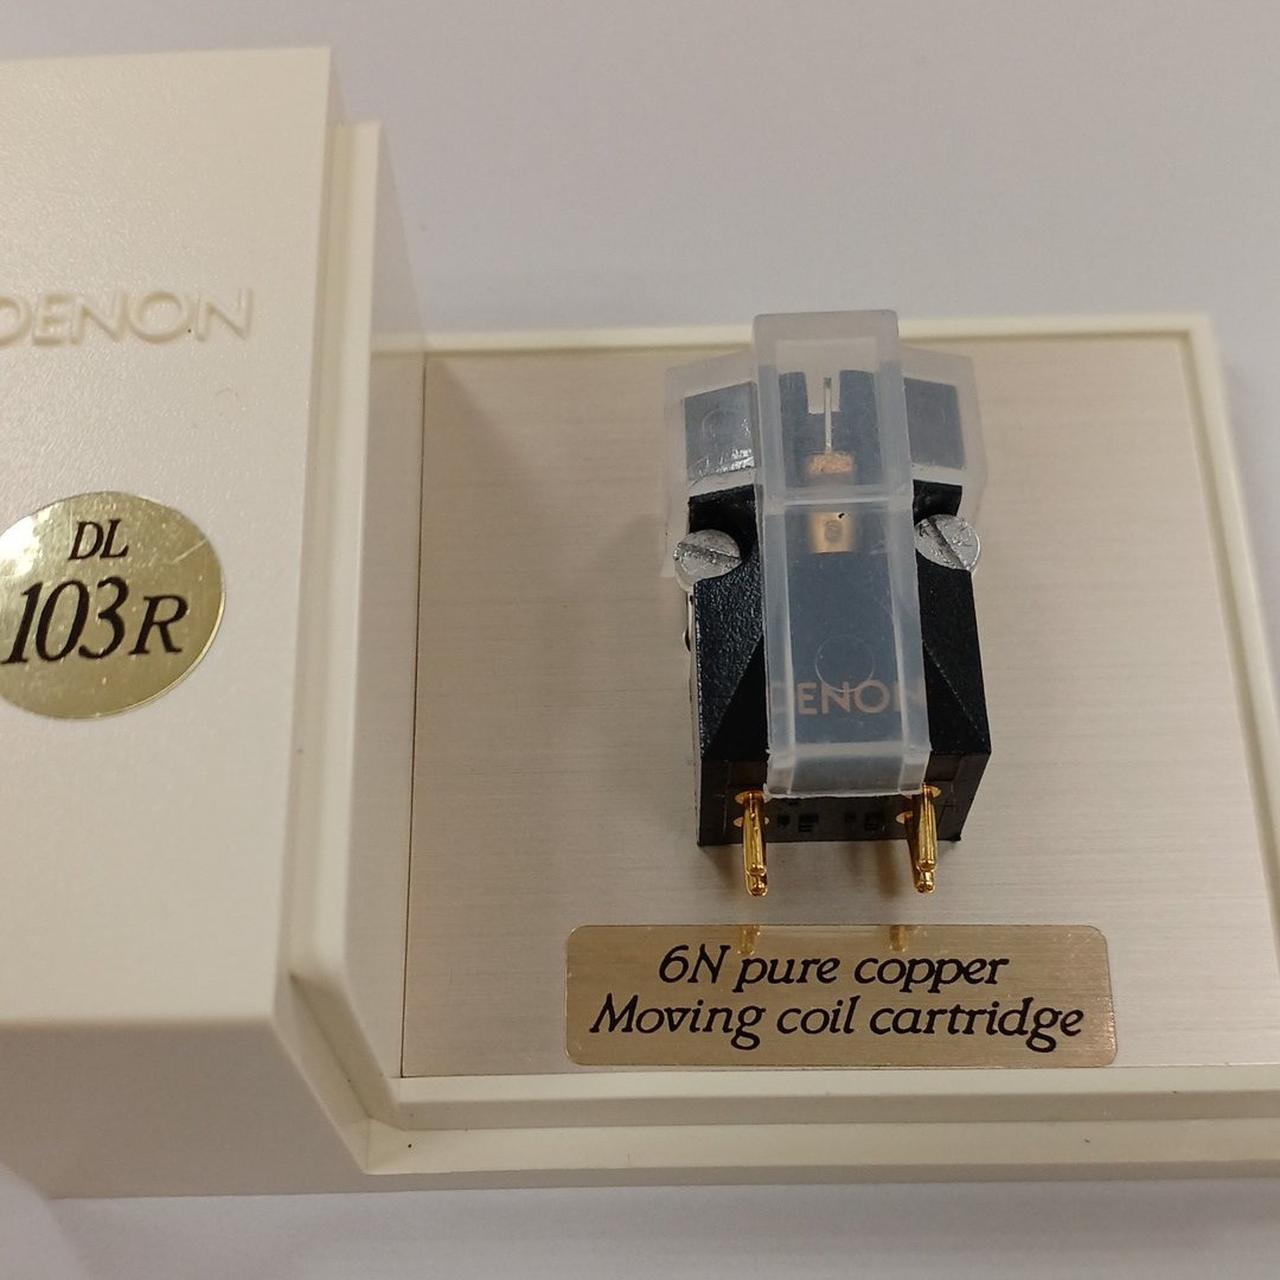 DENON
DL
103R
DENON
6N pure copper
Moving coil cartridge